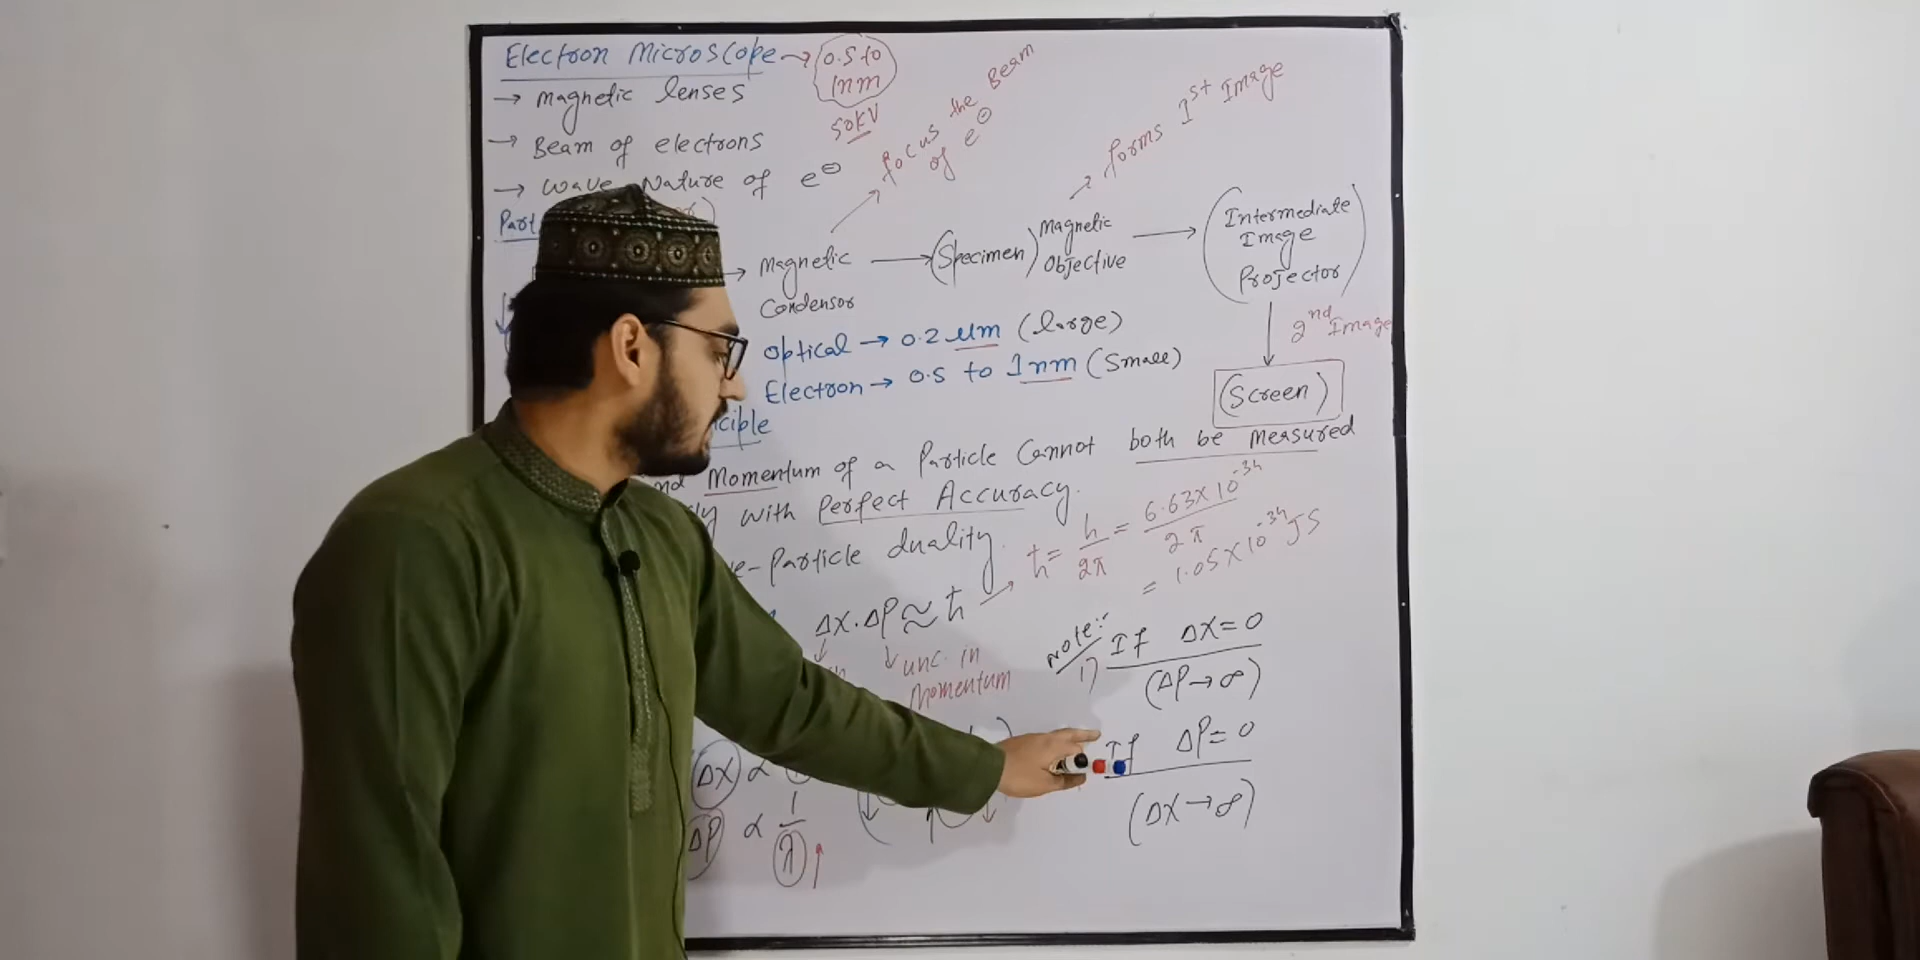 Electron Microscope → 0.5 to 1nm
50KV
→ Magnetic lenses
→ Beam of electrons
→ Wave Nature of e⊖
focus the Beam of e⊖
forms 1st Image
Part
→ Magnetic Condensor → (Specimen) Magnetic Objective → (Intermediate Image Projector)
2nd Image
(Screen)
Optical → 0.2 μm (large)
Electron → 0.5 to 1nm (small)
Momentum of a Particle Cannot both be Measured
with Perfect Accuracy.
Particle duality.
Δx.ΔP ≈ ħ → ħ = h/2π = 6.63×10^-34/2π
= 1.05×10^-34 JS
unc. in Momentum
Note:-
1) If Δx = 0
(ΔP → ∞)
If ΔP = 0
(Δx → ∞)
Δx ∝
ΔP ∝ 1/λ ↑